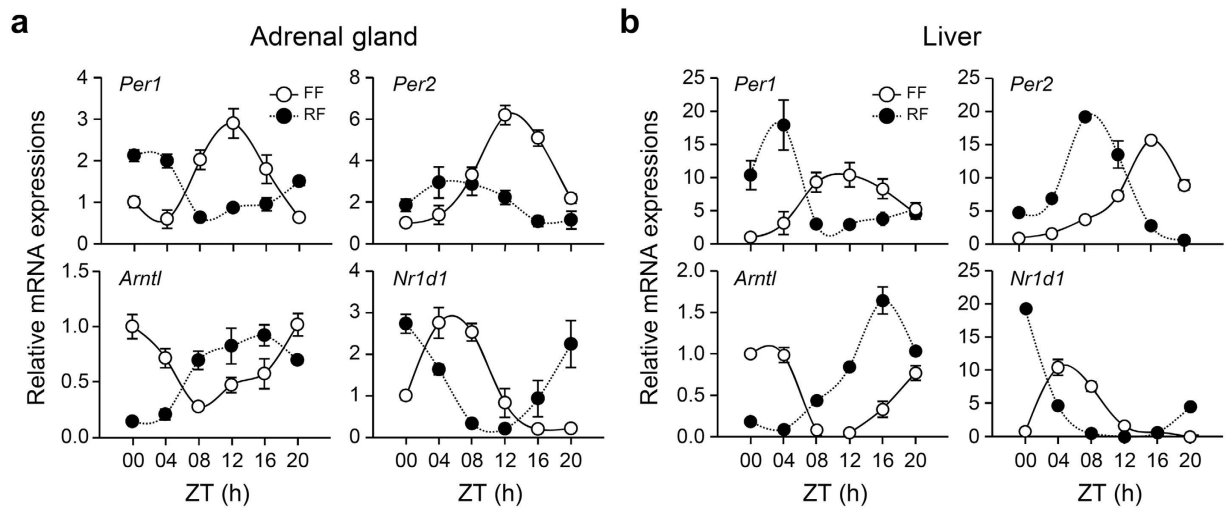 a
Adrenal gland
Relative mRNA expressions
Per1
FF
RF
4
3
2
1
0
Per2
8
6
4
2
0
Arntl
1.5
1.0
0.5
0.0
00 04 08 12 16 20
ZT (h)
Nr1d1
4
3
2
1
0
00 04 08 12 16 20
ZT (h)
b
Liver
Relative mRNA expressions
Per1
FF
RF
25
20
15
10
5
0
Per2
25
20
15
10
5
0
Arntl
2.0
1.5
1.0
0.5
0.0
00 04 08 12 16 20
ZT (h)
Nr1d1
25
20
15
10
5
0
00 04 08 12 16 20
ZT (h)